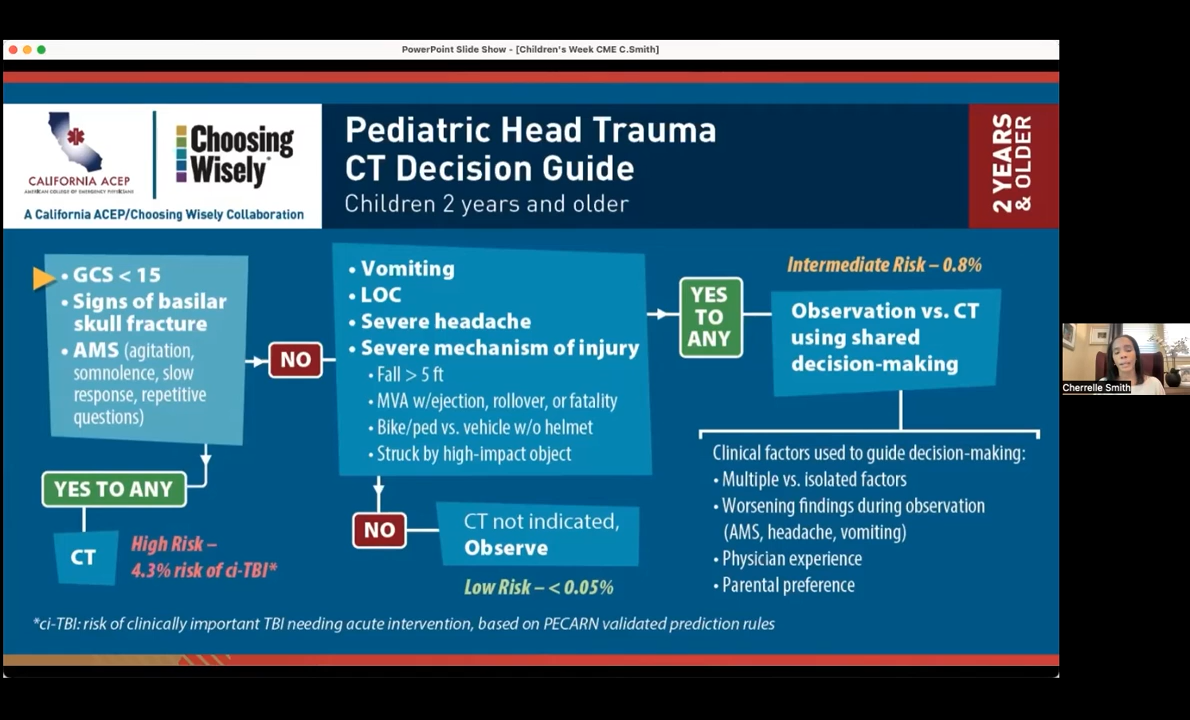 PowerPoint Slide Show - [Children's Week CME C.Smith]
CALIFORNIA ACEP
AMERICAN COLLEGE OF EMERGENCY PHYSICIANS
Choosing
Wisely®
A California ACEP/Choosing Wisely Collaboration
Pediatric Head Trauma
CT Decision Guide
Children 2 years and older
2 YEARS
& OLDER
• GCS < 15
• Signs of basilar
skull fracture
• AMS (agitation,
somnolence, slow
response, repetitive
questions)
NO
YES TO ANY
CT
High Risk –
4.3% risk of ci-TBI*
• Vomiting
• LOC
• Severe headache
• Severe mechanism of injury
• Fall > 5 ft
• MVA w/ejection, rollover, or fatality
• Bike/ped vs. vehicle w/o helmet
• Struck by high-impact object
NO
CT not indicated,
Observe
Low Risk – < 0.05%
YES
TO
ANY
Intermediate Risk – 0.8%
Observation vs. CT
using shared
decision-making
Clinical factors used to guide decision-making:
• Multiple vs. isolated factors
• Worsening findings during observation
(AMS, headache, vomiting)
• Physician experience
• Parental preference
*ci-TBI: risk of clinically important TBI needing acute intervention, based on PECARN validated prediction rules
Cherrelle Smith